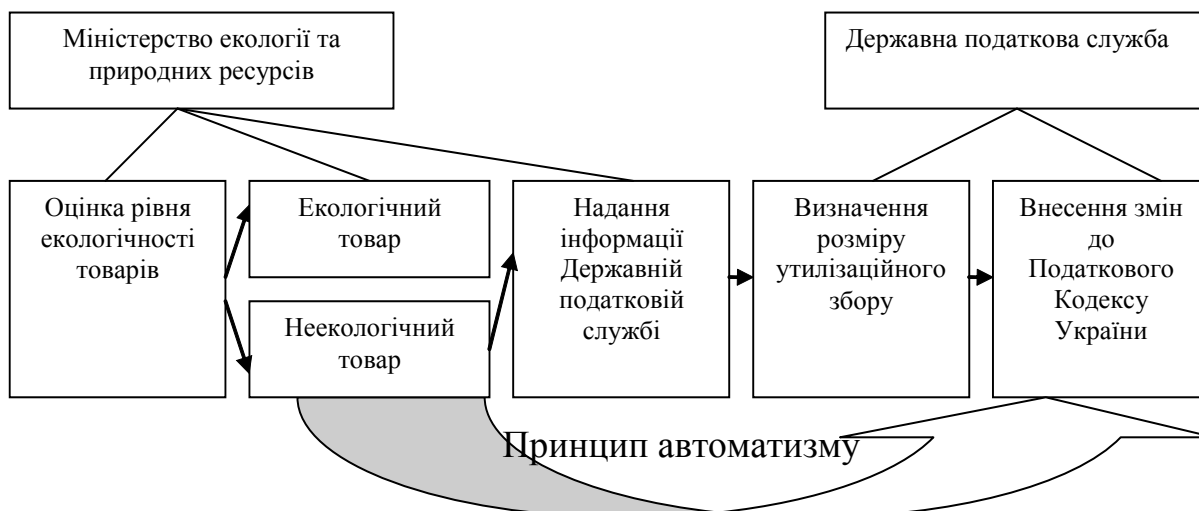 Міністерство екології та
природних ресурсів
Державна податкова служба
Оцінка рівня
екологічності
товарів
Екологічний
товар
Неекологічний
товар
Надання
інформації
Державній
податковій
службі
Визначення
розміру
утилізаційного
збору
Внесення змін
до
Податкового
Кодексу
України
Принцип автоматизму